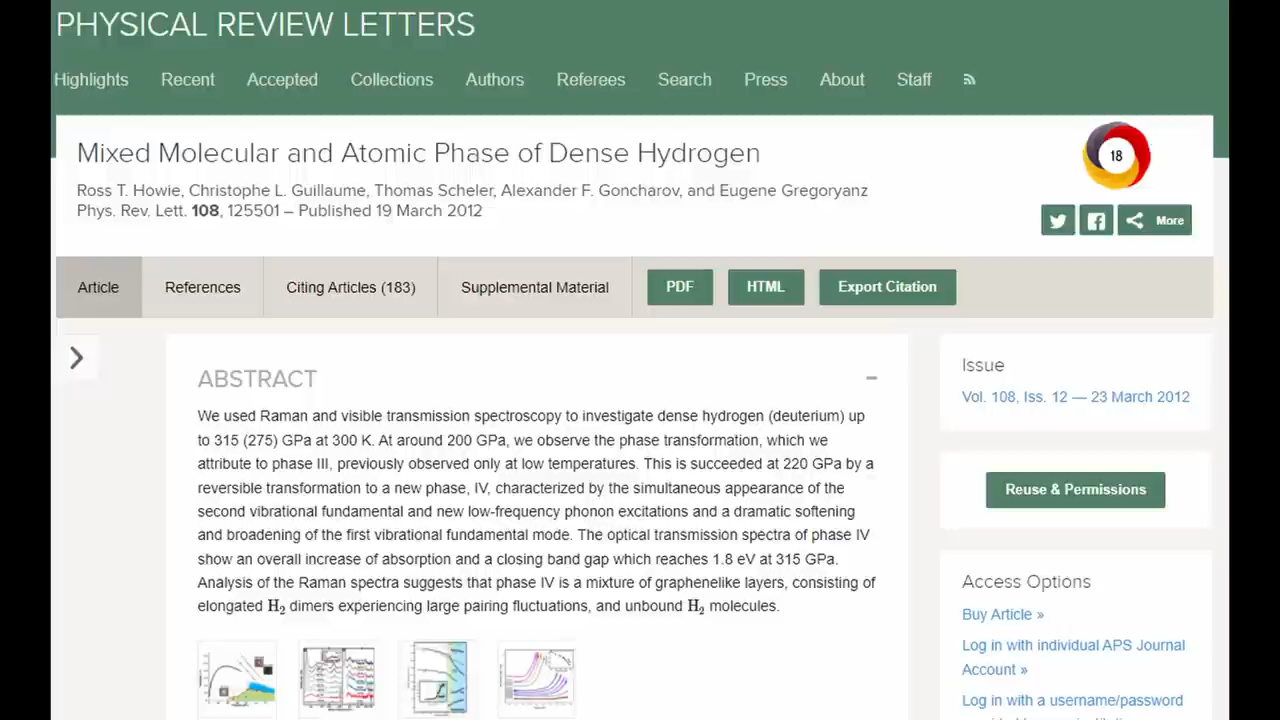 PHYSICAL REVIEW LETTERS
Highlights Recent Accepted Collections Authors Referees Search Press About Staff
Mixed Molecular and Atomic Phase of Dense Hydrogen
18
Ross T. Howie, Christophe L. Guillaume, Thomas Scheler, Alexander F. Goncharov, and Eugene Gregoryanz
Phys. Rev. Lett. 108, 125501 – Published 19 March 2012
More
Article References Citing Articles (183) Supplemental Material PDF HTML Export Citation
ABSTRACT
We used Raman and visible transmission spectroscopy to investigate dense hydrogen (deuterium) up
to 315 (275) GPa at 300 K. At around 200 GPa, we observe the phase transformation, which we
attribute to phase III, previously observed only at low temperatures. This is succeeded at 220 GPa by a
reversible transformation to a new phase, IV, characterized by the simultaneous appearance of the
second vibrational fundamental and new low-frequency phonon excitations and a dramatic softening
and broadening of the first vibrational fundamental mode. The optical transmission spectra of phase IV
show an overall increase of absorption and a closing band gap which reaches 1.8 eV at 315 GPa.
Analysis of the Raman spectra suggests that phase IV is a mixture of graphenelike layers, consisting of
elongated H₂ dimers experiencing large pairing fluctuations, and unbound H₂ molecules.
Issue
Vol. 108, Iss. 12 — 23 March 2012
Reuse & Permissions
Access Options
Buy Article »
Log in with individual APS Journal
Account »
Log in with a username/password